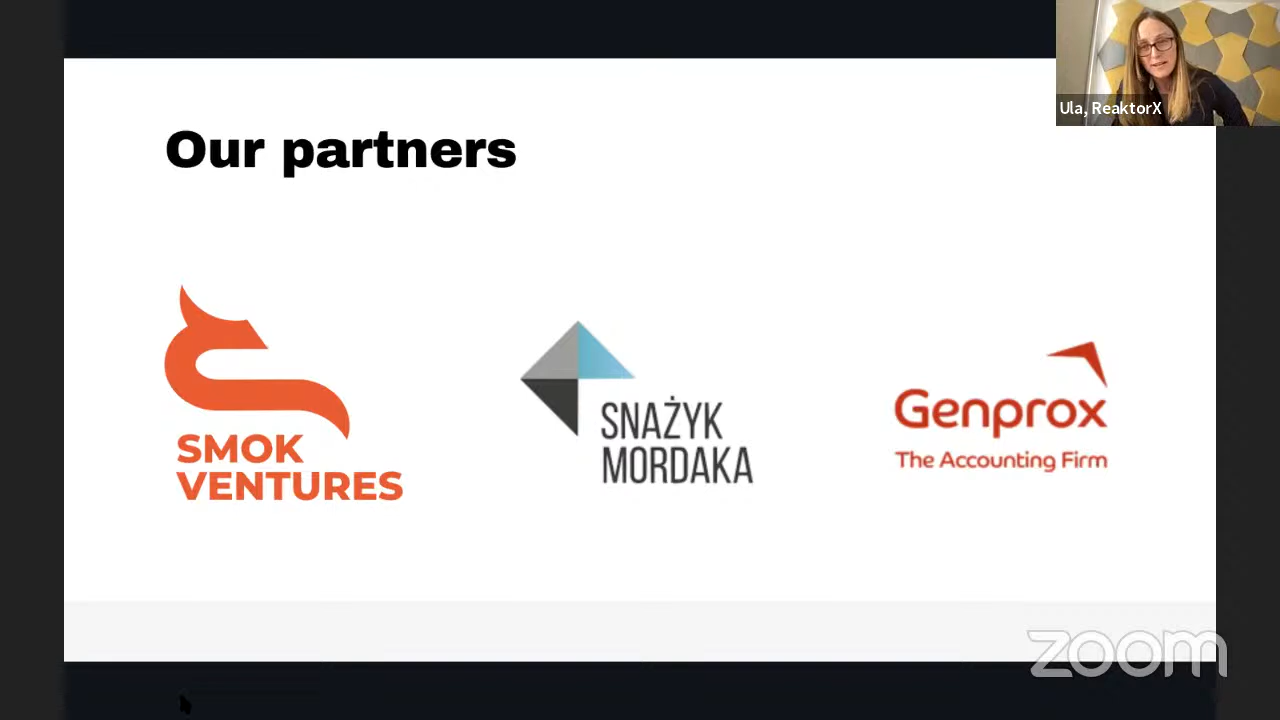 Ula, ReaktorX
Our partners
SMOK
VENTURES
SNAŻYK
MORDAKA
Genprox
The Accounting Firm
zoom